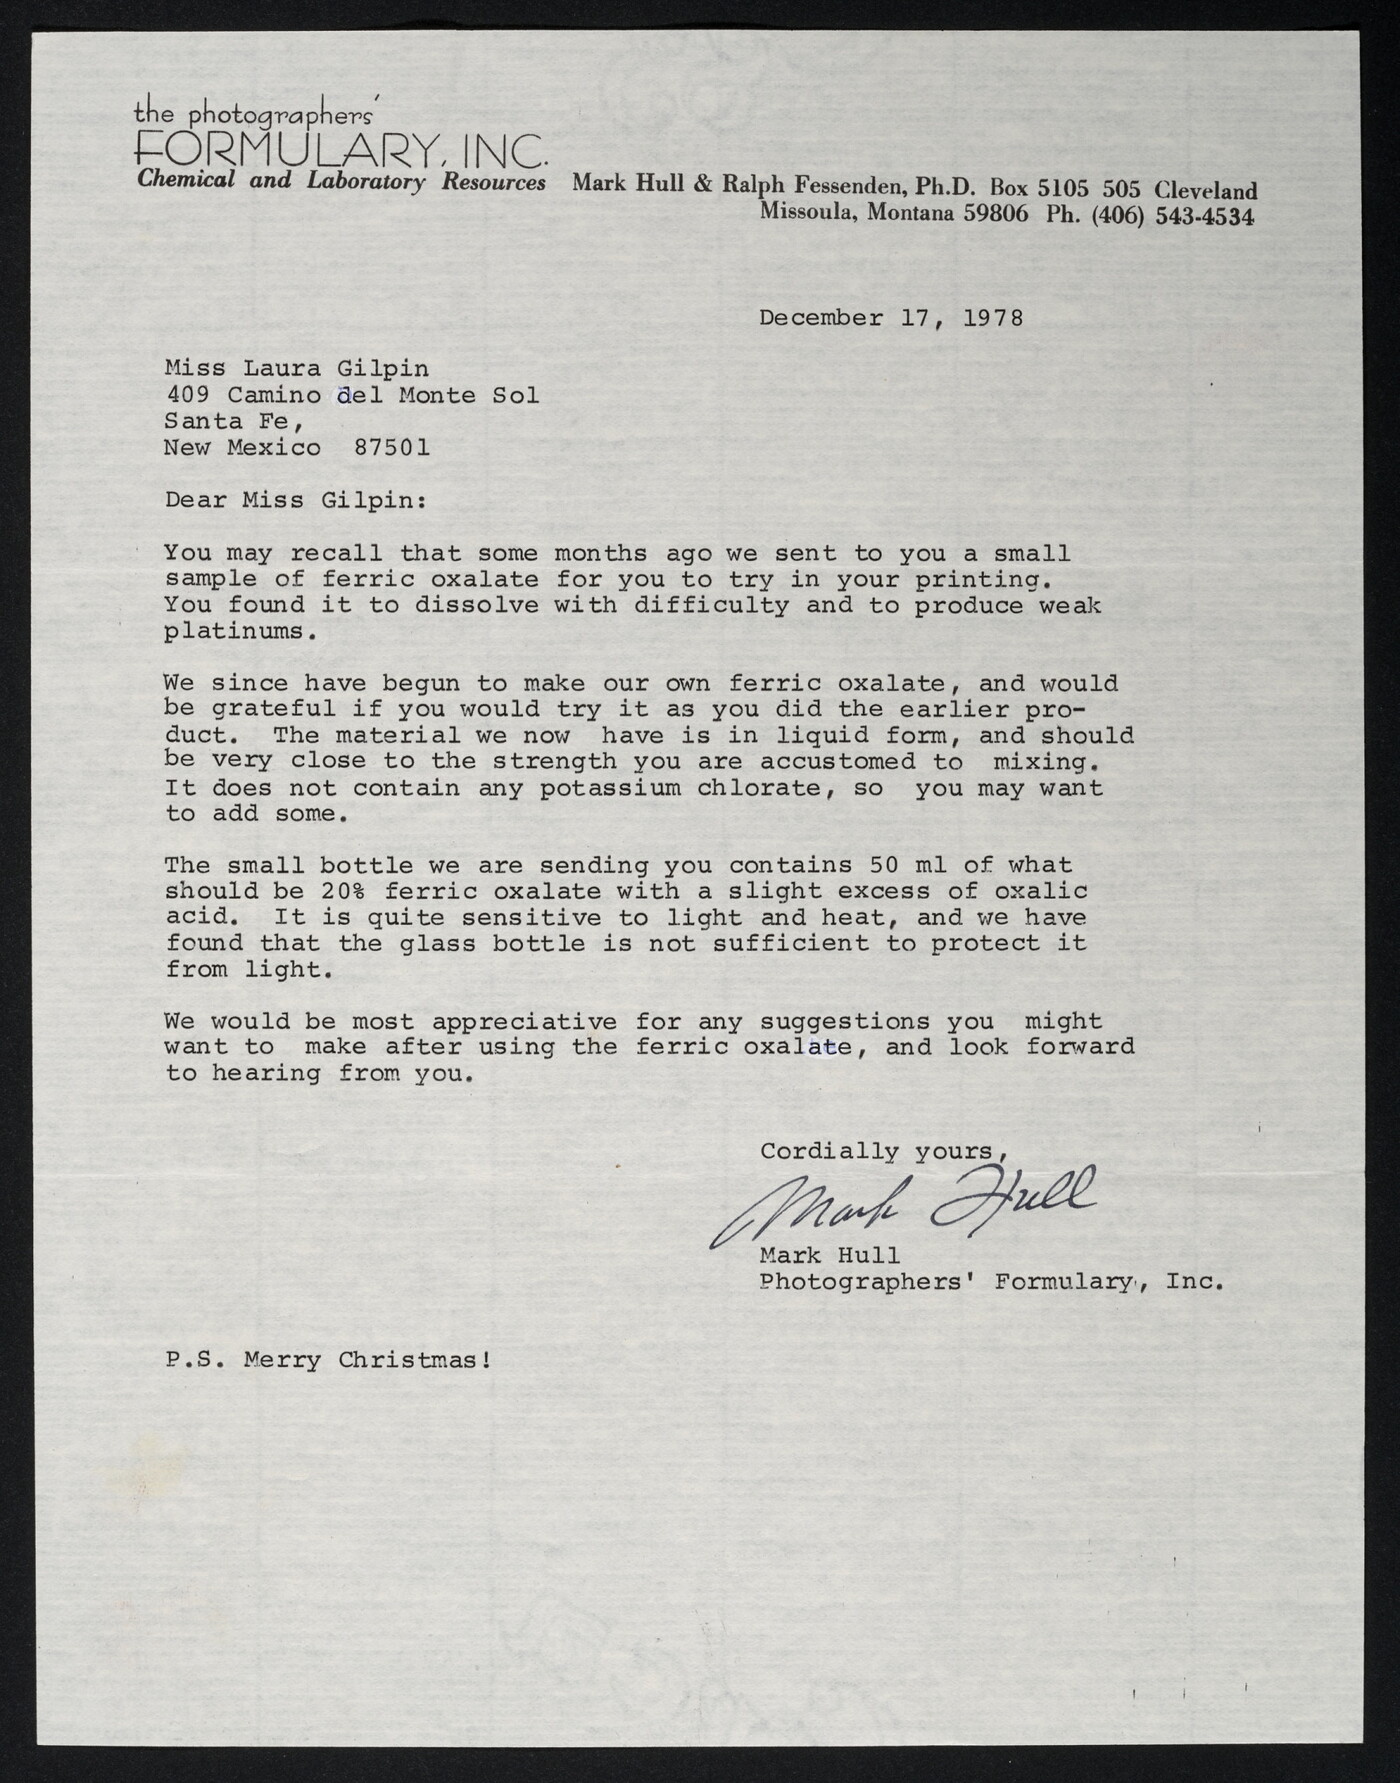 the photographers'
FORMULARY, INC.
Chemical and Laboratory Resources Mark Hull & Ralph Fessenden, Ph.D. Box 5105 505 Cleveland
Missoula, Montana 59806 Ph. (406) 543-4534
December 17, 1978
Miss Laura Gilpin
409 Camino del Monte Sol
Santa Fe,
New Mexico 87501
Dear Miss Gilpin:
You may recall that some months ago we sent to you a small
sample of ferric oxalate for you to try in your printing.
You found it to dissolve with difficulty and to produce weak
platinums.
We since have begun to make our own ferric oxalate, and would
be grateful if you would try it as you did the earlier pro-
duct. The material we now have is in liquid form, and should
be very close to the strength you are accustomed to mixing.
It does not contain any potassium chlorate, so you may want
to add some.
The small bottle we are sending you contains 50 ml of what
should be 20% ferric oxalate with a slight excess of oxalic
acid. It is quite sensitive to light and heat, and we have
found that the glass bottle is not sufficient to protect it
from light.
We would be most appreciative for any suggestions you might
want to make after using the ferric oxalate, and look forward
to hearing from you.
Cordially yours,
Mark Hull
Mark Hull
Photographers' Formulary, Inc.
P.S. Merry Christmas!